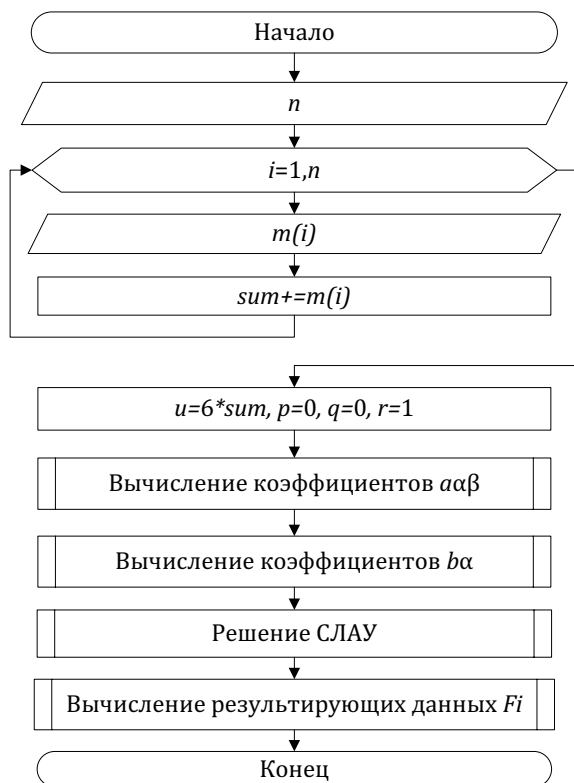 Начало
n
i=1,n
m(i)
sum+=m(i)
u=6*sum, p=0, q=0, r=1
Вычисление коэффициентов aαβ
Вычисление коэффициентов bα
Решение СЛАУ
Вычисление результирующих данных Fi
Конец